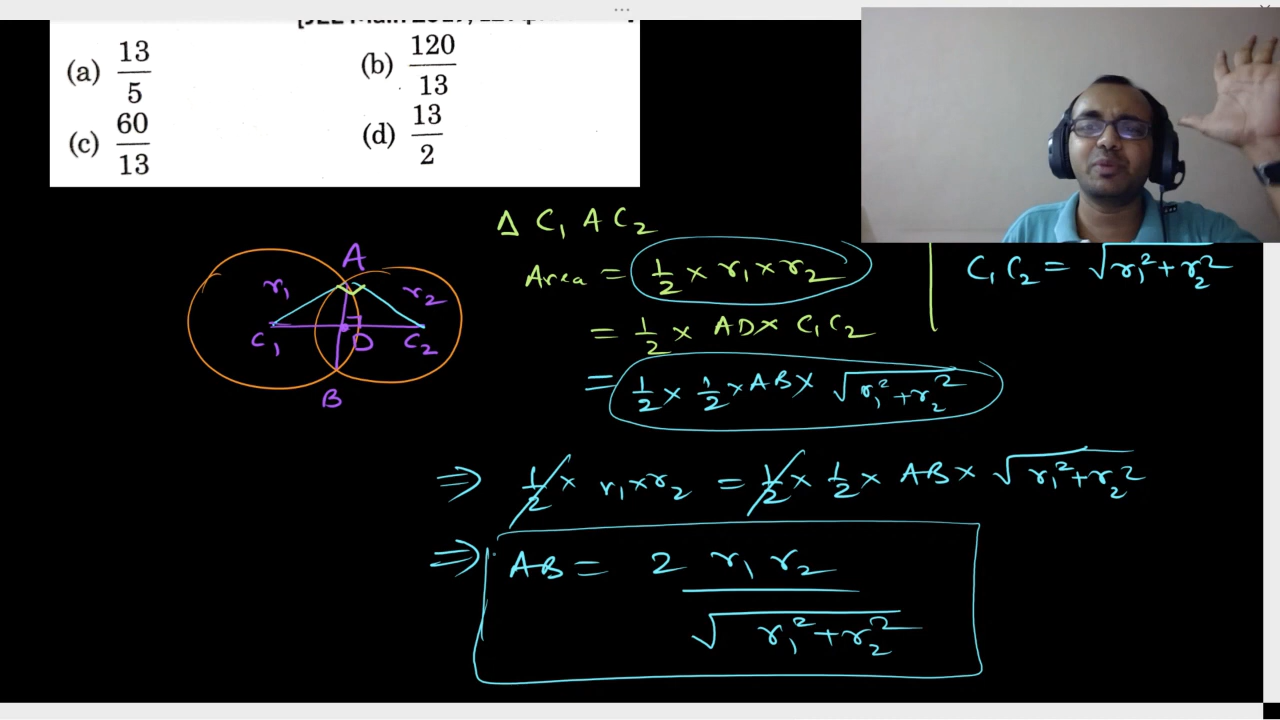 (a) 13/5 (b) 120/13
(c) 60/13 (d) 13/2
Δ C₁ A C₂
Area = 1/2 × r₁ × r₂
C₁C₂ = √(r₁² + r₂²)
= 1/2 × AD × C₁C₂
= 1/2 × 1/2 × AB × √(r₁² + r₂²)
A
r₁ r₂
C₁ D C₂
B
⇒ 1/2 × r₁ × r₂ = 1/2 × 1/2 × AB × √(r₁² + r₂²)
⇒ AB = 2 r₁ r₂ / √(r₁² + r₂²)